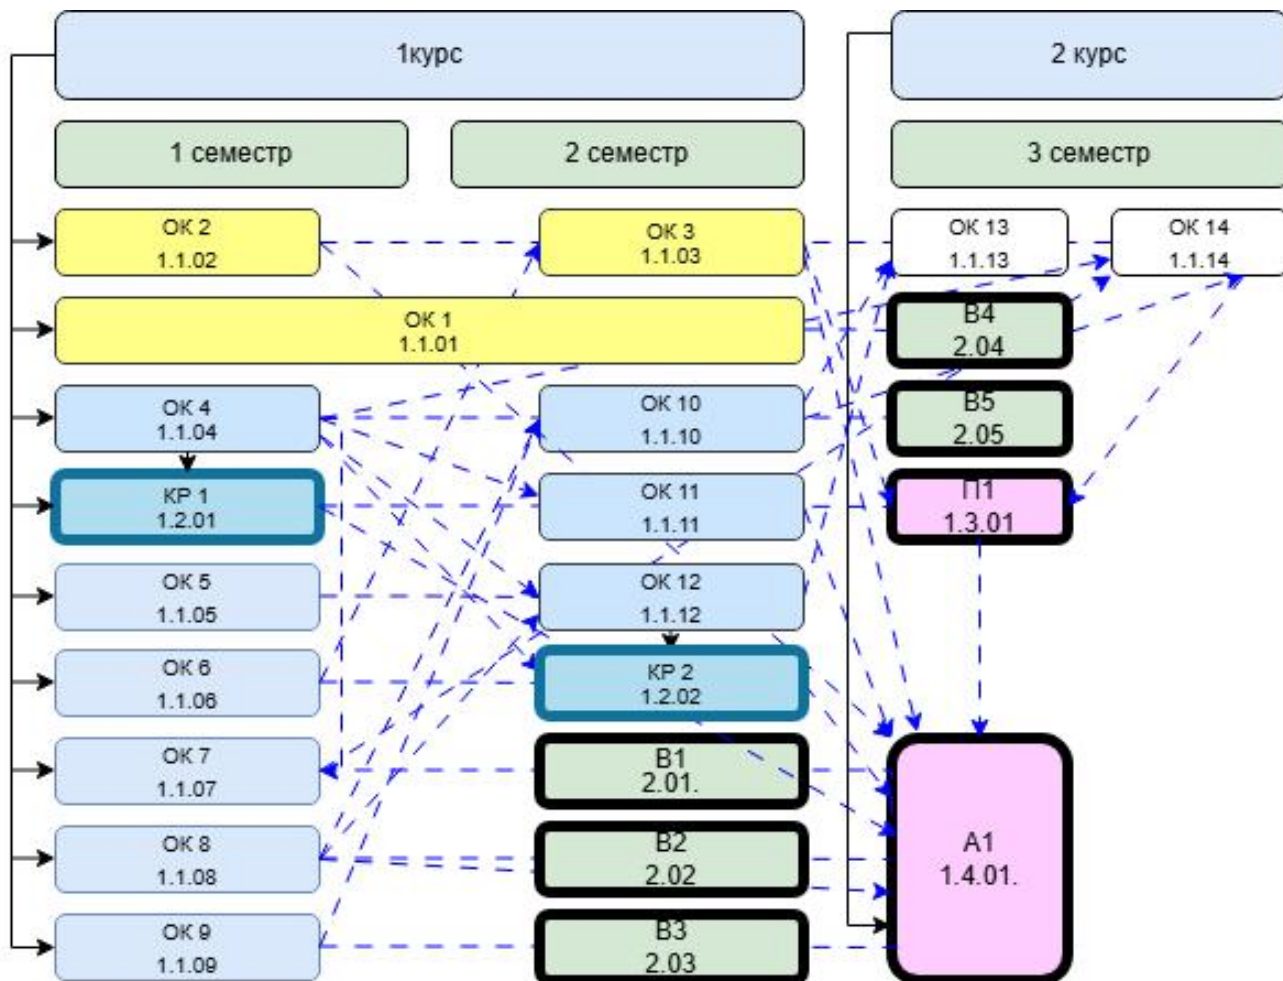 1курс
2 курс
1 семестр
2 семестр
3 семестр
ОК 2
1.1.02
ОК 3
1.1.03
ОК 13
1.1.13
ОК 14
1.1.14
ОК 1
1.1.01
В4
2.04
ОК 4
1.1.04
ОК 10
1.1.10
В5
2.05
КР 1
1.2.01
ОК 11
1.1.11
П1
1.3.01
ОК 5
1.1.05
ОК 12
1.1.12
ОК 6
1.1.06
КР 2
1.2.02
ОК 7
1.1.07
В1
2.01.
ОК 8
1.1.08
В2
2.02
А1
1.4.01.
ОК 9
1.1.09
В3
2.03